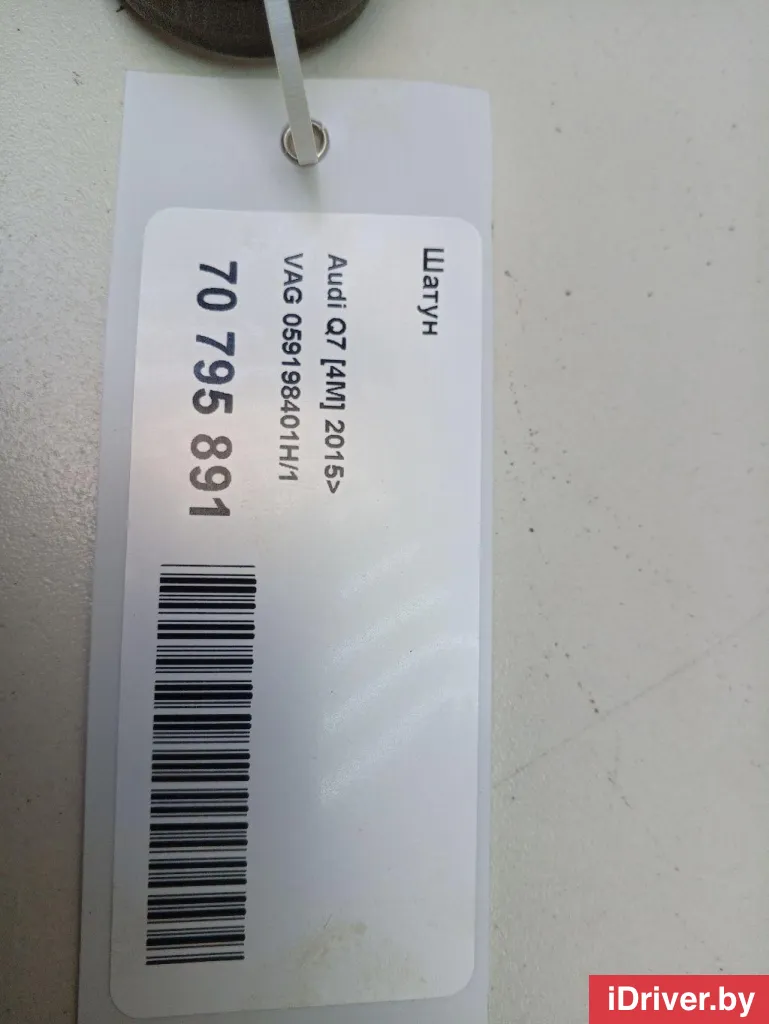 Шатун
Audi Q7 [4M] 2015>
VAG 059198401H/1
70 795 891
iDriver.by